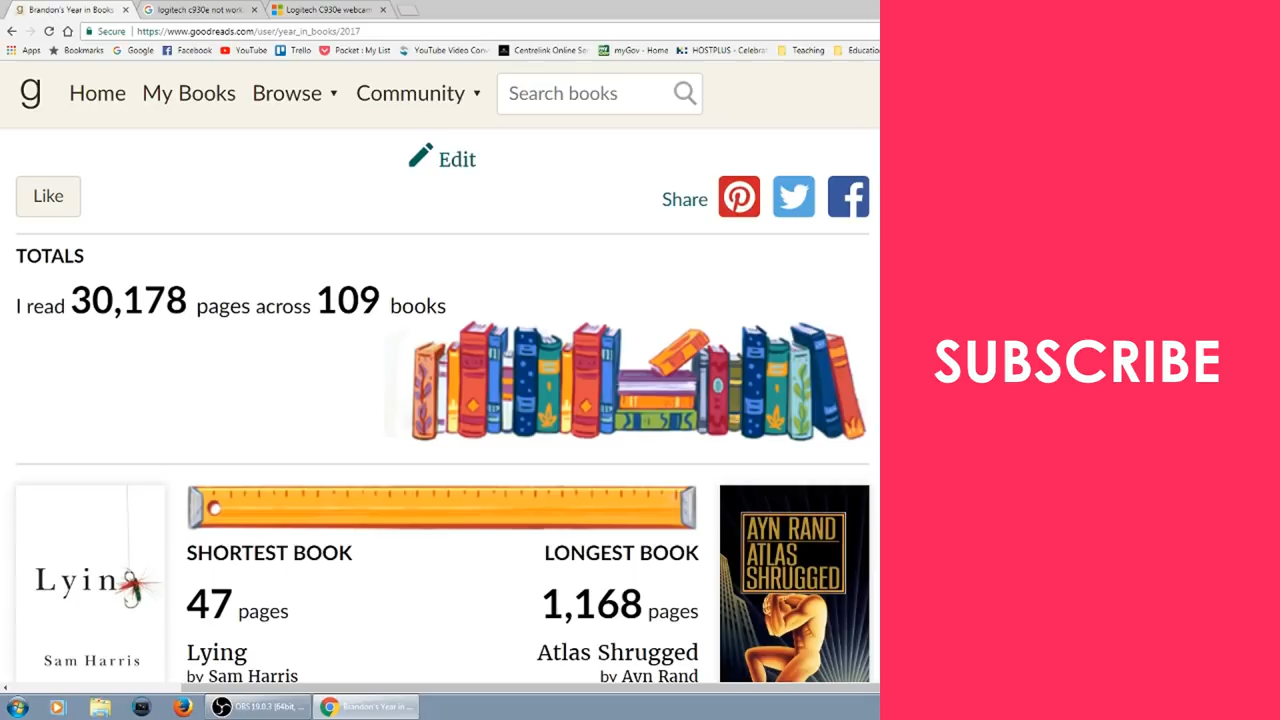 Brandon's Year in Books
logitech c930e not work
Logitech C930e webcam
Secure
https://www.goodreads.com/user/year_in_books/2017
Apps
Bookmarks
Google
Facebook
YouTube
Trello
Pocket : My List
YouTube Video Con
Centrelink Online Se
myGov - Home
HOSTPLUS - Celebrat
Teaching
Educatio
g Home My Books Browse Community Search books
Edit
Like
Share
TOTALS
I read 30,178 pages across 109 books
SUBSCRIBE
Lying
Sam Harris
SHORTEST BOOK
47 pages
Lying
by Sam Harris
LONGEST BOOK
1,168 pages
Atlas Shrugged
by Ayn Rand
AYN RAND
ATLAS
SHRUGGED
OBS 19.0.3 (64bit, ...
Brandon's Year in ...